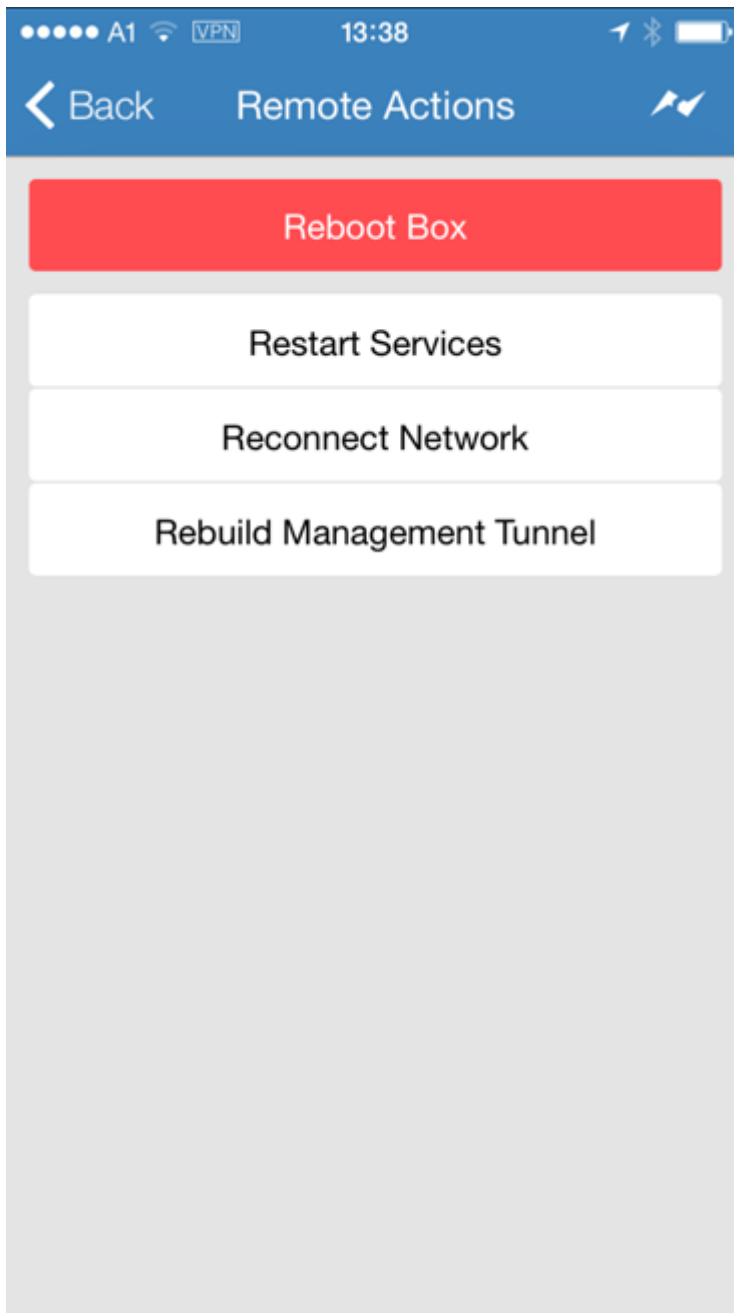 A1 VPN 13:38
Back Remote Actions
Reboot Box
Restart Services
Reconnect Network
Rebuild Management Tunnel